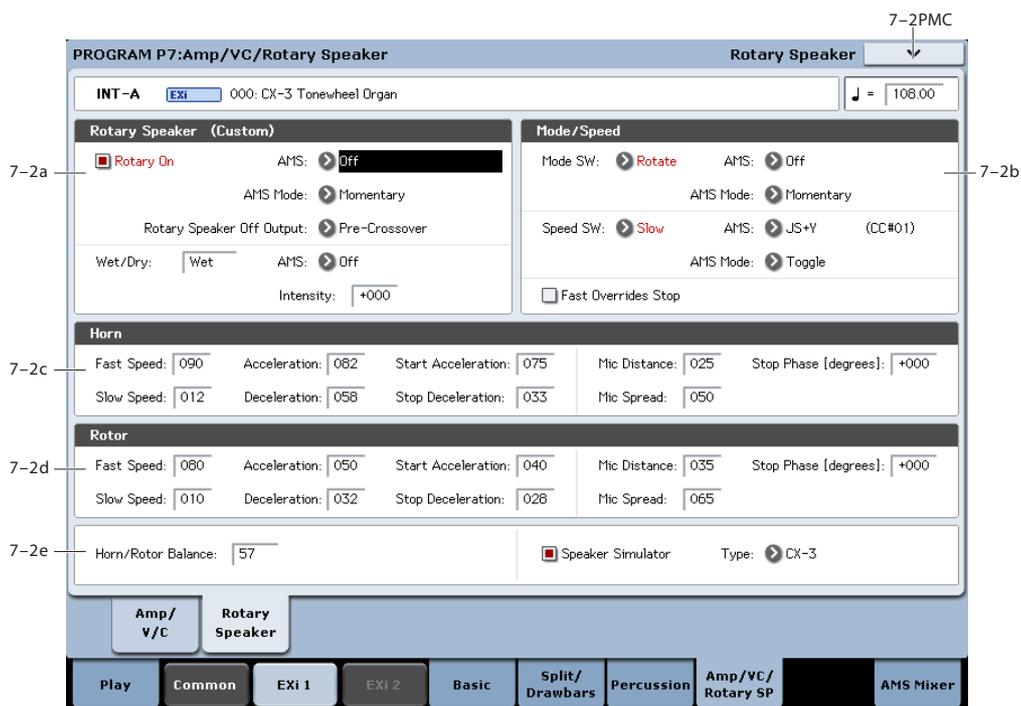 7–2PMC
PROGRAM P7:Amp/VC/Rotary Speaker Rotary Speaker
INT-A EXi 000: CX-3 Tonewheel Organ ♩ = 108.00
Rotary Speaker (Custom) Mode/Speed
7–2a
7–2b
Rotary On AMS: Off
AMS Mode: Momentary
Rotary Speaker Off Output: Pre-Crossover
Wet/Dry: Wet AMS: Off
Intensity: +000
Mode SW: Rotate AMS: Off
AMS Mode: Momentary
Speed SW: Slow AMS: JS+Y (CC#01)
AMS Mode: Toggle
Fast Overrides Stop
Horn
7–2c
Fast Speed: 090 Acceleration: 082 Start Acceleration: 075 Mic Distance: 025 Stop Phase [degrees]: +000
Slow Speed: 012 Deceleration: 058 Stop Deceleration: 033 Mic Spread: 050
Rotor
7–2d
Fast Speed: 080 Acceleration: 050 Start Acceleration: 040 Mic Distance: 035 Stop Phase [degrees]: +000
Slow Speed: 010 Deceleration: 032 Stop Deceleration: 028 Mic Spread: 065
7–2e
Horn/Rotor Balance: 57 Speaker Simulator Type: CX-3
Amp/
V/C
Rotary
Speaker
Play
Common
EXi 1
EXi 2
Basic
Split/
Drawbars
Percussion
Amp/VC/
Rotary SP
AMS Mixer